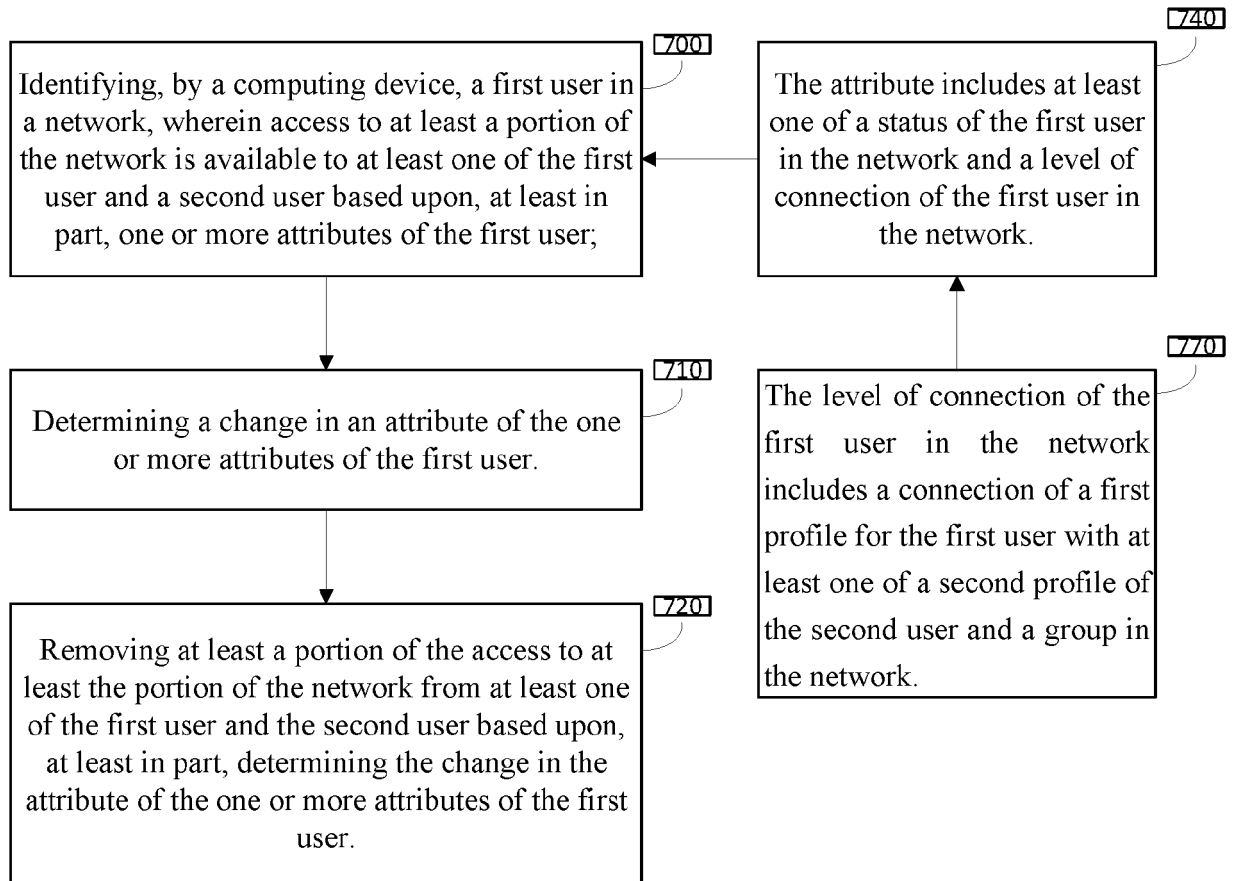 700
Identifying, by a computing device, a first user in
a network, wherein access to at least a portion of
the network is available to at least one of the first
user and a second user based upon, at least in
part, one or more attributes of the first user;
710
Determining a change in an attribute of the one
or more attributes of the first user.
720
Removing at least a portion of the access to at
least the portion of the network from at least one
of the first user and the second user based upon,
at least in part, determining the change in the
attribute of the one or more attributes of the first
user.
740
The attribute includes at least
one of a status of the first user
in the network and a level of
connection of the first user in
the network.
770
The level of connection of the
first user in the network
includes a connection of a first
profile for the first user with at
least one of a second profile of
the second user and a group in
the network.